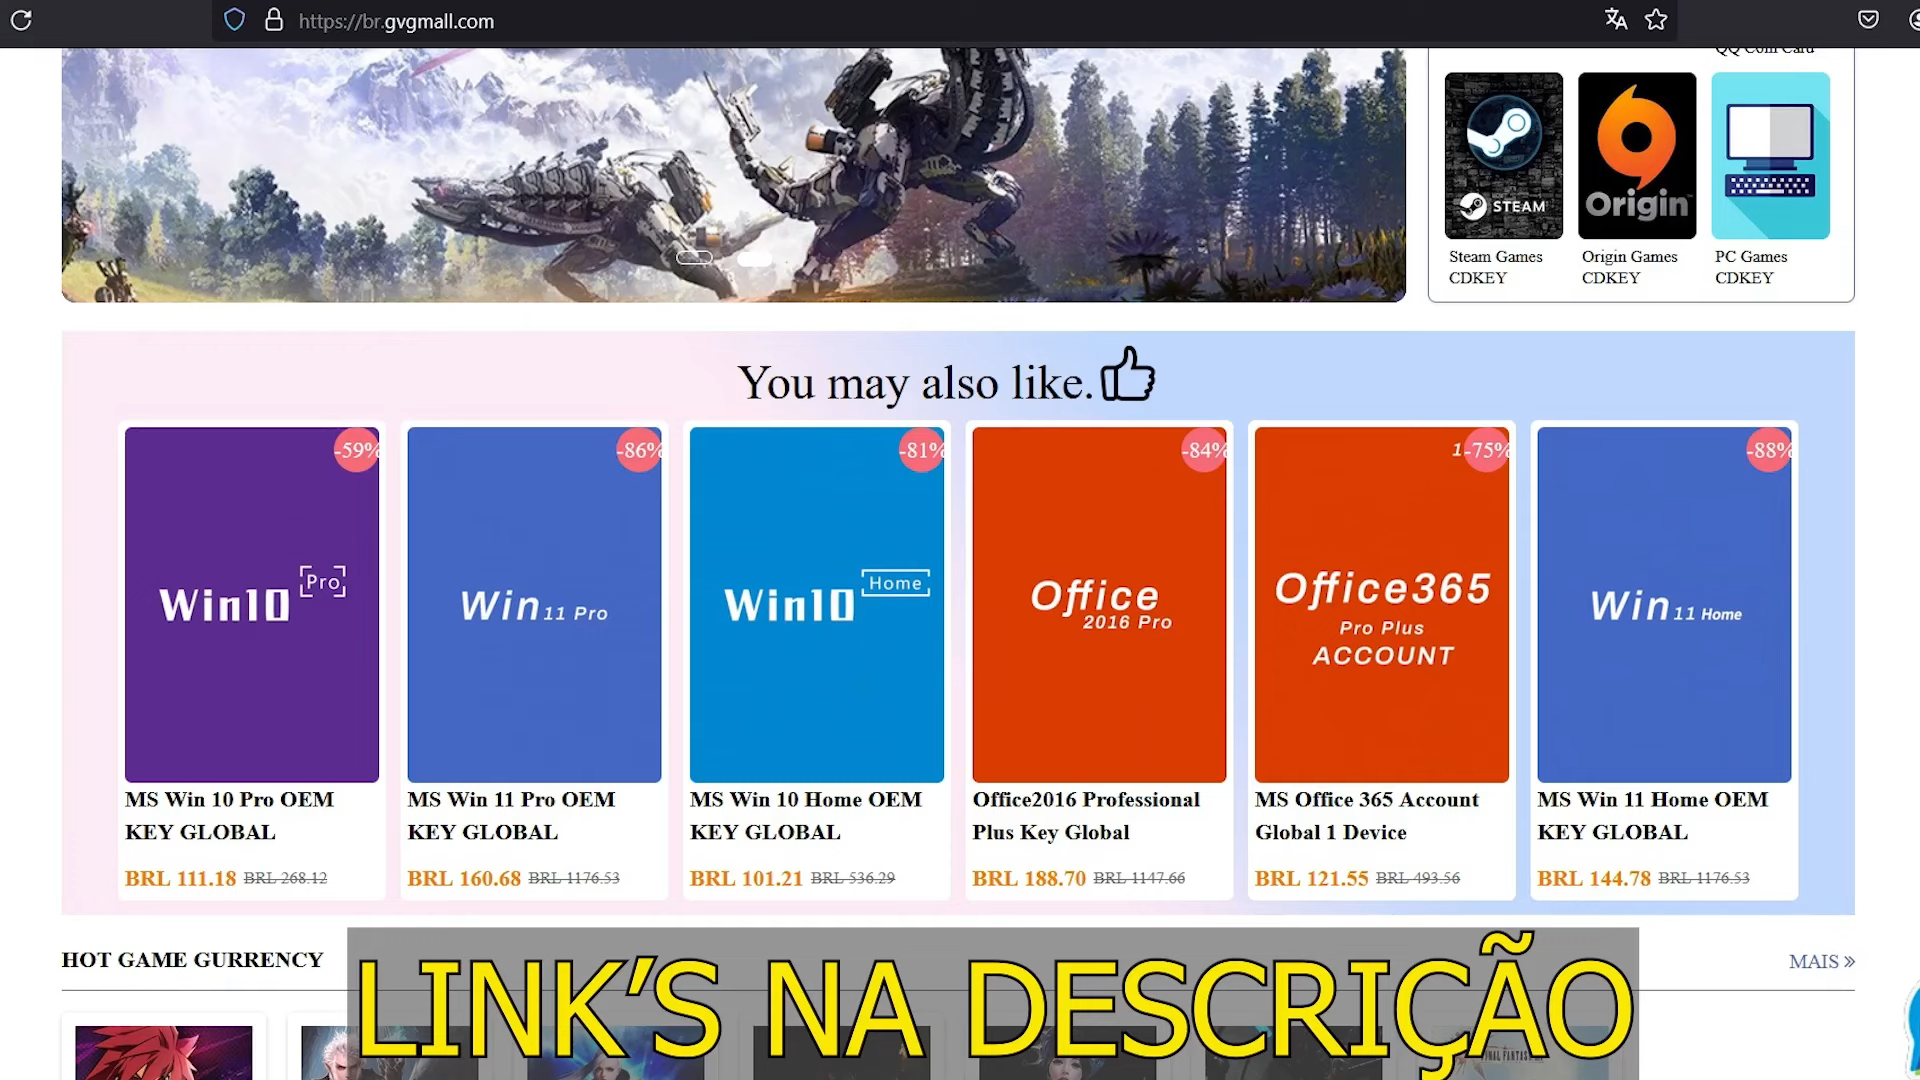 https://br.gvgmall.com
QQ Coin Card
STEAM
Origin
Steam Games
CDKEY
Origin Games
CDKEY
PC Games
CDKEY
You may also like.
-59%
-86%
-81%
-84%
1-75%
-88%
Win10 Pro
Win 11 Pro
Win10 Home
Office
2016 Pro
Office365
Pro Plus
ACCOUNT
Win 11 Home
MS Win 10 Pro OEM
KEY GLOBAL
BRL 111.18 BRL 268.12
MS Win 11 Pro OEM
KEY GLOBAL
BRL 160.68 BRL 1176.53
MS Win 10 Home OEM
KEY GLOBAL
BRL 101.21 BRL 536.29
Office2016 Professional
Plus Key Global
BRL 188.70 BRL 1147.66
MS Office 365 Account
Global 1 Device
BRL 121.55 BRL 493.56
MS Win 11 Home OEM
KEY GLOBAL
BRL 144.78 BRL 1176.53
HOT GAME GURRENCY
MAIS »
LINK'S NA DESCRIÇÃO
FINAL FANTASY